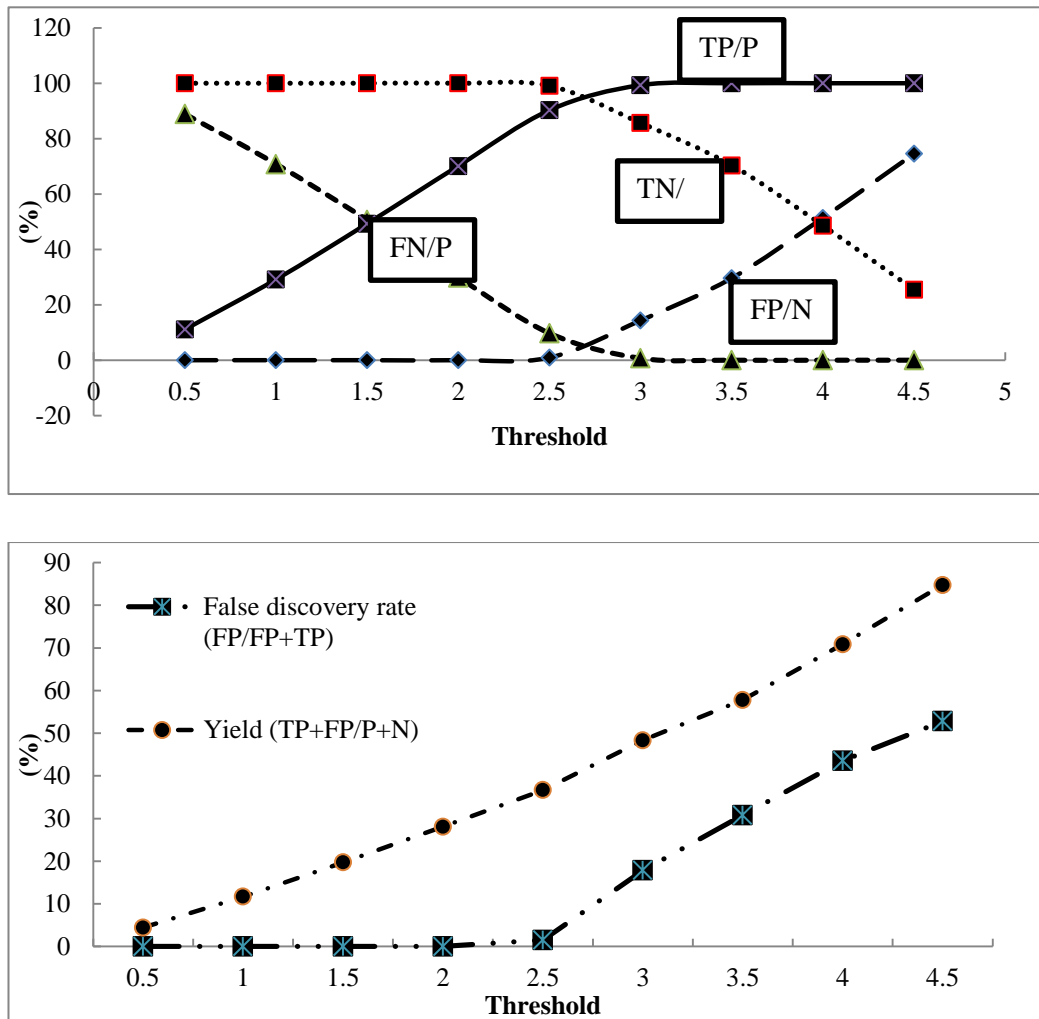 120
100
80
60
40
20
0
-20
(%)
TP/P
TN/
FN/P
FP/N
0 0.5 1 1.5 2 2.5 3 3.5 4 4.5 5
Threshold
90
80
70
60
50
40
30
20
10
0
(%)
False discovery rate
(FP/FP+TP)
Yield (TP+FP/P+N)
0.5 1 1.5 2 2.5 3 3.5 4 4.5
Threshold